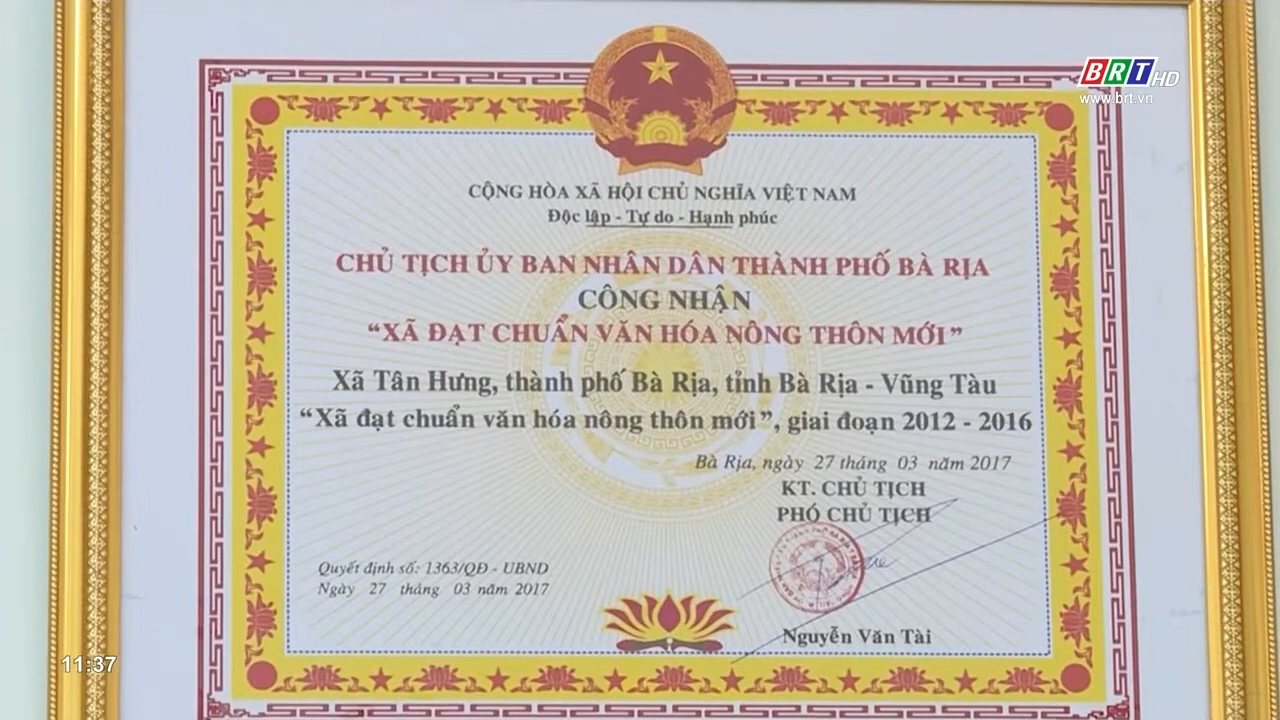 BRT HD
www.brt.vn
CỘNG HÒA XÃ HỘI CHỦ NGHĨA VIỆT NAM
Độc lập - Tự do - Hạnh phúc
CHỦ TỊCH ỦY BAN NHÂN DÂN THÀNH PHỐ BÀ RỊA
CÔNG NHẬN
“XÃ ĐẠT CHUẨN VĂN HÓA NÔNG THÔN MỚI”
Xã Tân Hưng, thành phố Bà Rịa, tỉnh Bà Rịa - Vũng Tàu
“Xã đạt chuẩn văn hóa nông thôn mới”, giai đoạn 2012 - 2016
Bà Rịa, ngày 27 tháng 03 năm 2017
KT. CHỦ TỊCH
PHÓ CHỦ TỊCH
Quyết định số: 1363/QĐ - UBND
Ngày 27 tháng 03 năm 2017
Nguyễn Văn Tài
11:37